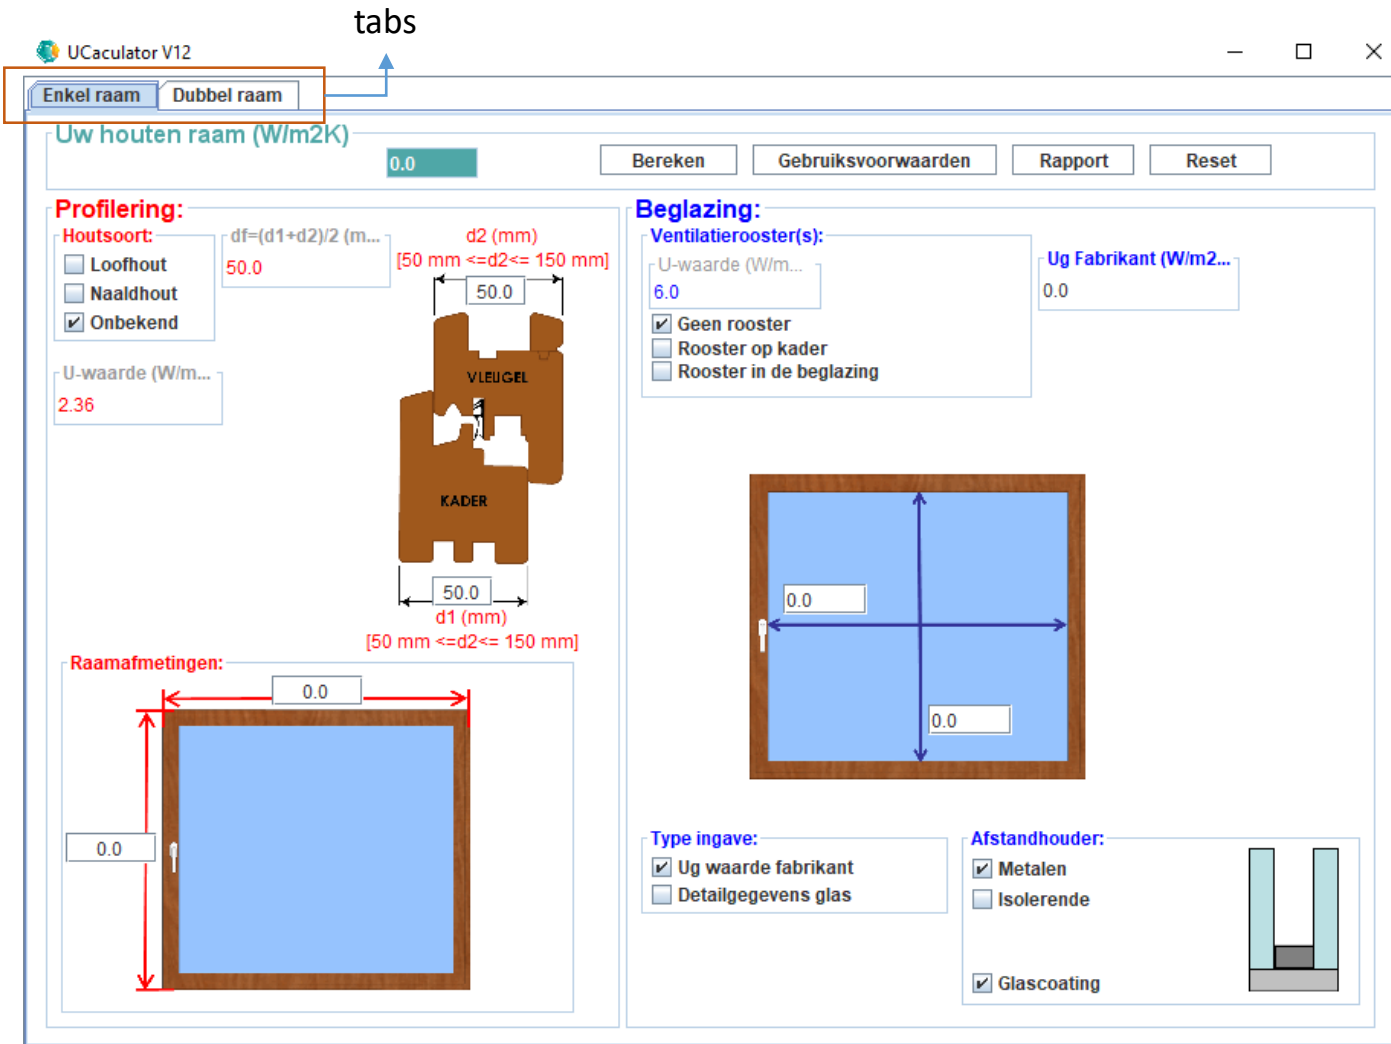 tabs
UCaculator V12
Enkel raam Dubbel raam
Uw houten raam (W/m2K)
0.0 Bereken Gebruiksvoorwaarden Rapport Reset
Profilering:
Houtsoort:
Loofhout
Naaldhout
Onbekend
df=(d1+d2)/2 (m...
50.0
d2 (mm)
[50 mm <=d2<= 150 mm]
50.0
U-waarde (W/m...
2.36
VLEUGEL
KADER
50.0
d1 (mm)
[50 mm <=d2<= 150 mm]
Raamafmetingen:
0.0
0.0
Beglazing:
Ventilatierooster(s):
U-waarde (W/m...
6.0
Geen rooster
Rooster op kader
Rooster in de beglazing
Ug Fabrikant (W/m2...
0.0
0.0
0.0
Type ingave:
Ug waarde fabrikant
Detailgegevens glas
Afstandhouder:
Metalen
Isolerende
Glascoating